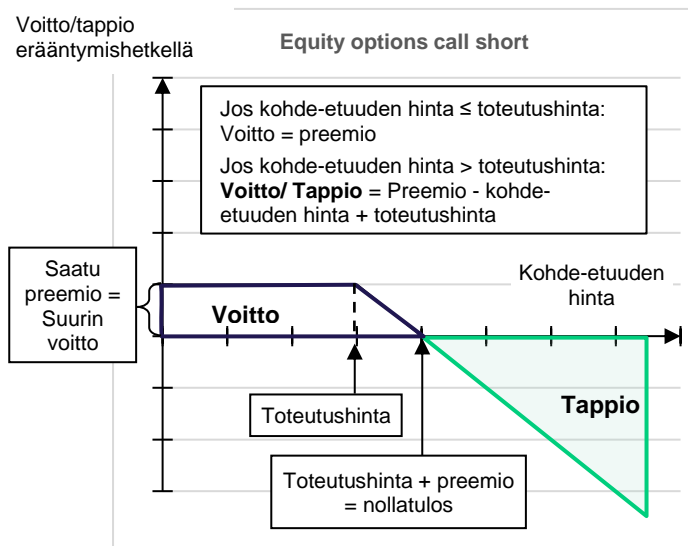 Voitto/tappio
erääntymishetkellä
Equity options call short
Jos kohde-etuuden hinta ≤ toteutushinta:
Voitto = preemio
Jos kohde-etuuden hinta > toteutushinta:
Voitto/ Tappio = Preemio - kohde-
etuuden hinta + toteutushinta
Saatu
preemio =
Suurin
voitto
Kohde-etuuden
hinta
Voitto
Tappio
Toteutushinta
Toteutushinta + preemio
= nollatulos